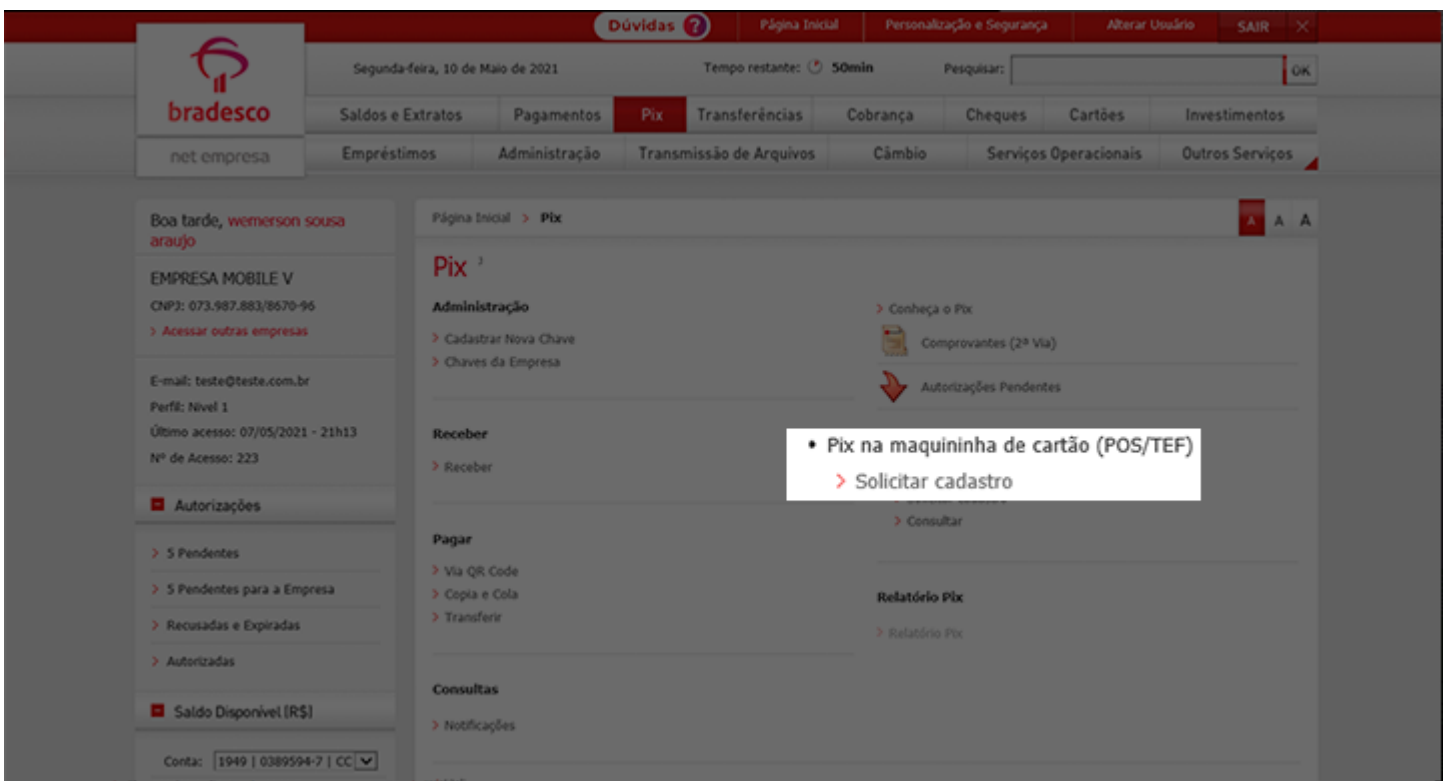 Dúvidas ?
Página Inicial
Personalização e Segurança
Alterar Usuário
SAIR
bradesco
net empresa
Segunda-feira, 10 de Maio de 2021
Tempo restante: 50min
Pesquisar:
OK
Saldos e Extratos
Pagamentos
Pix
Transferências
Cobrança
Cheques
Cartões
Investimentos
Empréstimos
Administração
Transmissão de Arquivos
Câmbio
Serviços Operacionais
Outros Serviços
Boa tarde, wemerson sousa
araujo
EMPRESA MOBILE V
CNPJ: 073.987.883/8670-96
> Acessar outras empresas
E-mail: teste@teste.com.br
Perfil: Nivel 1
Último acesso: 07/05/2021 - 21h13
Nº de Acesso: 223
Autorizações
> 5 Pendentes
> 5 Pendentes para a Empresa
> Recusadas e Expiradas
> Autorizadas
Saldo Disponível (R$)
Conta: 1949 | 0389594-7 | CC
Página Inicial > Pix
A A A
Pix
Administração
> Cadastrar Nova Chave
> Chaves da Empresa
Receber
> Receber
Pagar
> Via QR Code
> Copia e Cola
> Transferir
Consultas
> Notificações
> Conheça o Pix
Comprovantes (2ª Via)
Autorizações Pendentes
• Pix na maquininha de cartão (POS/TEF)
> Solicitar cadastro
> Consultar
Relatório Pix
> Relatório Pix